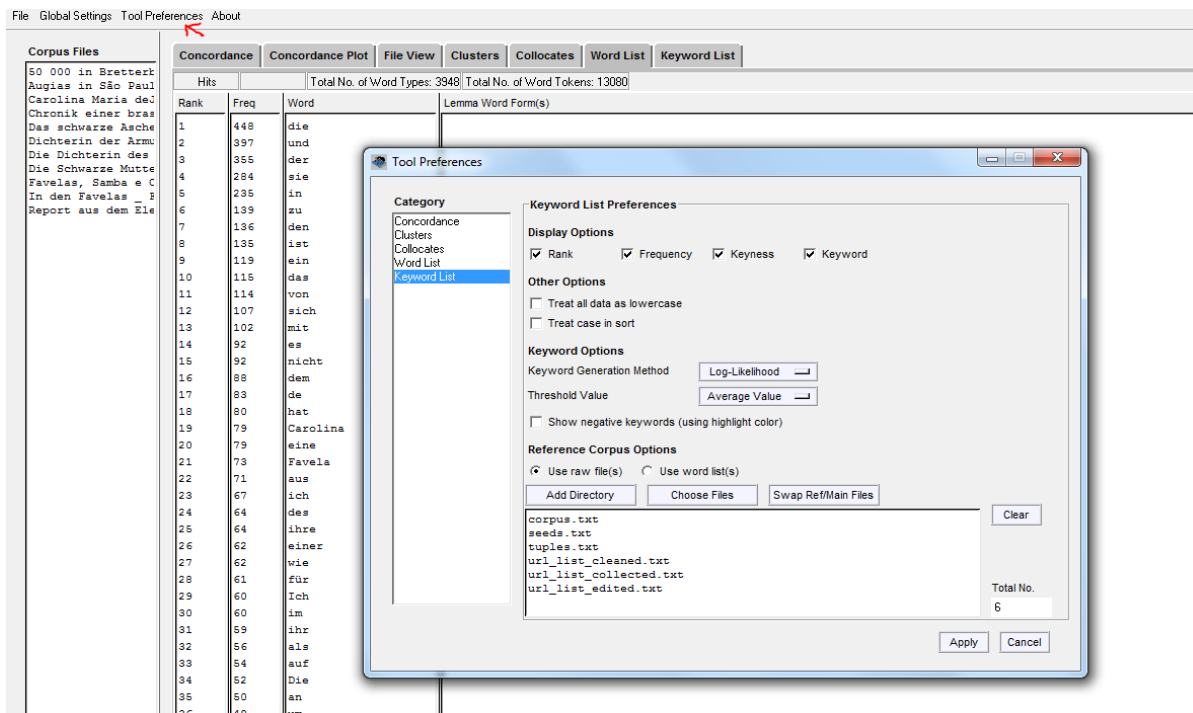 File Global Settings Tool Preferences About
Corpus Files
50 000 in Bretterb
Augias in São Paul
Carolina Maria deJ
Chronik einer bras
Das schwarze Asche
Dichterin der Armu
Die Dichterin des
Die Schwarze Mutte
Favelas, Samba e C
In den Favelas _ E
Report aus dem Ele
Concordance Concordance Plot File View Clusters Collocates Word List Keyword List
Hits Total No. of Word Types: 3948 Total No. of Word Tokens: 13080
Rank Freq Word Lemma Word Form(s)
1 448 die
2 397 und
3 355 der
4 284 sie
5 235 in
6 139 zu
7 136 den
8 135 ist
9 119 ein
10 115 das
11 114 von
12 107 sich
13 102 mit
14 92 es
15 92 nicht
16 88 dem
17 83 de
18 80 hat
19 79 Carolina
20 79 eine
21 73 Favela
22 71 aus
23 67 ich
24 64 des
25 64 ihre
26 62 einer
27 62 wie
28 61 für
29 60 Ich
30 60 im
31 59 ihr
32 56 als
33 54 auf
34 52 Die
35 50 an
Tool Preferences
Category
Concordance
Clusters
Collocates
Word List
Keyword List
Keyword List Preferences
Display Options
Rank Frequency Keyness Keyword
Other Options
Treat all data as lowercase
Treat case in sort
Keyword Options
Keyword Generation Method Log-Likelihood
Threshold Value Average Value
Show negative keywords (using highlight color)
Reference Corpus Options
Use raw file(s) Use word list(s)
Add Directory Choose Files Swap Ref/Main Files
corpus.txt
seeds.txt
tuples.txt
url_list_cleaned.txt
url_list_collected.txt
url_list_edited.txt
Clear
Total No.
6
Apply Cancel